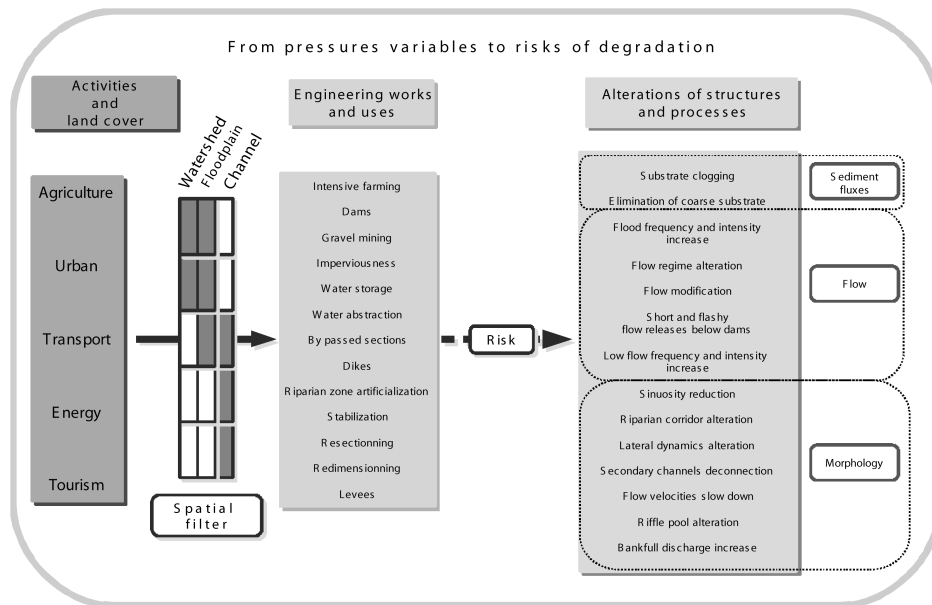 From pressures variables to risks of degradation
Activities
and
land cover
Engineering works
and uses
Alterations of structures
and processes
Watershed
Floodplain
Channel
Agriculture
Urban
Transport
Energy
Tourism
Spatial
filter
Intensive farming
Dams
Gravel mining
Imperviousness
Water storage
Water abstraction
By passed sections
Dikes
Riparian zone artificialization
Stabilization
Resectionning
Redimensionning
Levees
Risk
Substrate clogging
Elimination of coarse substrate
Flood frequency and intensity
increase
Flow regime alteration
Flow modification
Short and flashy
flow releases below dams
Low flow frequency and intensity
increase
Sinuosity reduction
Riparian corridor alteration
Lateral dynamics alteration
Secondary channels deconnection
Flow velocities slow down
Riffle pool alteration
Bankfull discharge increase
Sediment
fluxes
Flow
Morphology